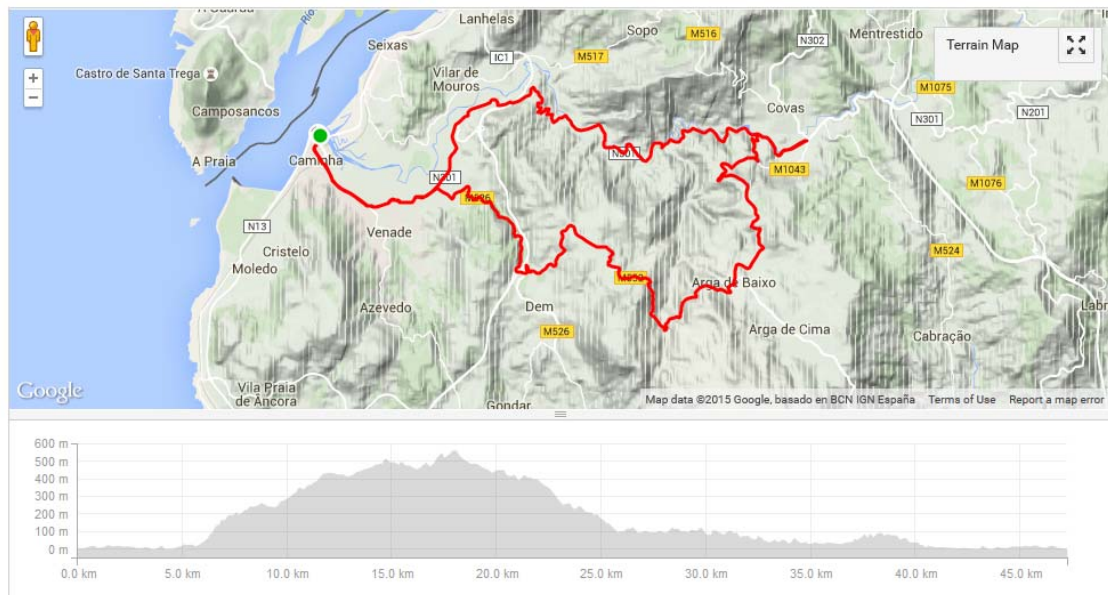 A Guarda
Lanhelas
Sopo
M516
N302
Mentrestido
Terrain Map
Seixas
IC1
M517
Castro de Santa Trega
Vilar de
Mouros
M1075
Camposancos
Covas
N201
N301
A Praia
Caminha
N301
M1043
N301
M526
M1076
N13
Venade
Cristelo
Moledo
M524
Arga de Baixo
Azevedo
Dem
Arga de Cima
M526
Cabração
Vila Praia
de Âncora
Gondar
Google
Map data ©2015 Google, basado en BCN IGN España
Terms of Use
Report a map error
600 m
500 m
400 m
300 m
200 m
100 m
0 m
0.0 km
5.0 km
10.0 km
15.0 km
20.0 km
25.0 km
30.0 km
35.0 km
40.0 km
45.0 km